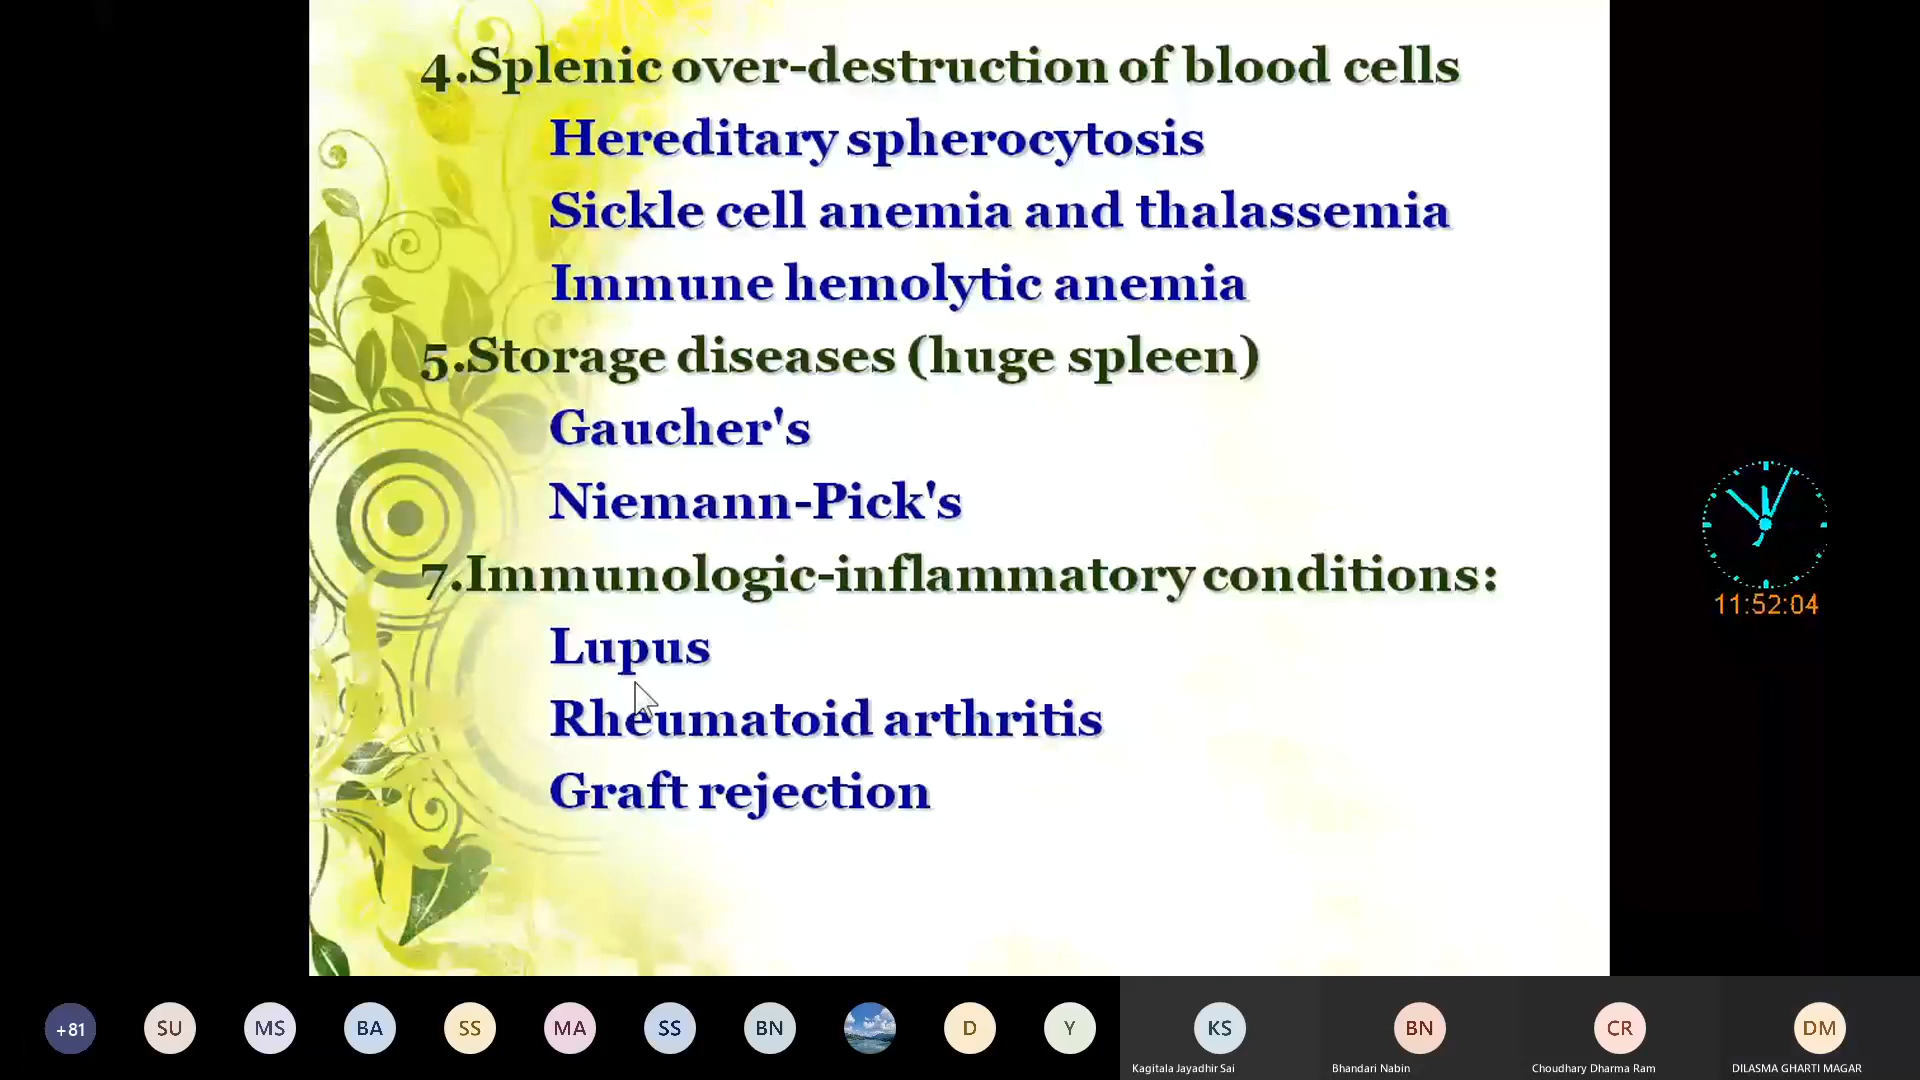 4.Splenic over-destruction of blood cells
Hereditary spherocytosis
Sickle cell anemia and thalassemia
Immune hemolytic anemia
5.Storage diseases (huge spleen)
Gaucher's
Niemann-Pick's
7.Immunologic-inflammatory conditions:
Lupus
Rheumatoid arthritis
Graft rejection
11:52:04
+81 SU MS BA SS MA SS BN D Y KS BN CR DM
Kagitala Jayadhir Sai Bhandari Nabin Choudhary Dharma Ram DILASMA GHARTI MAGAR